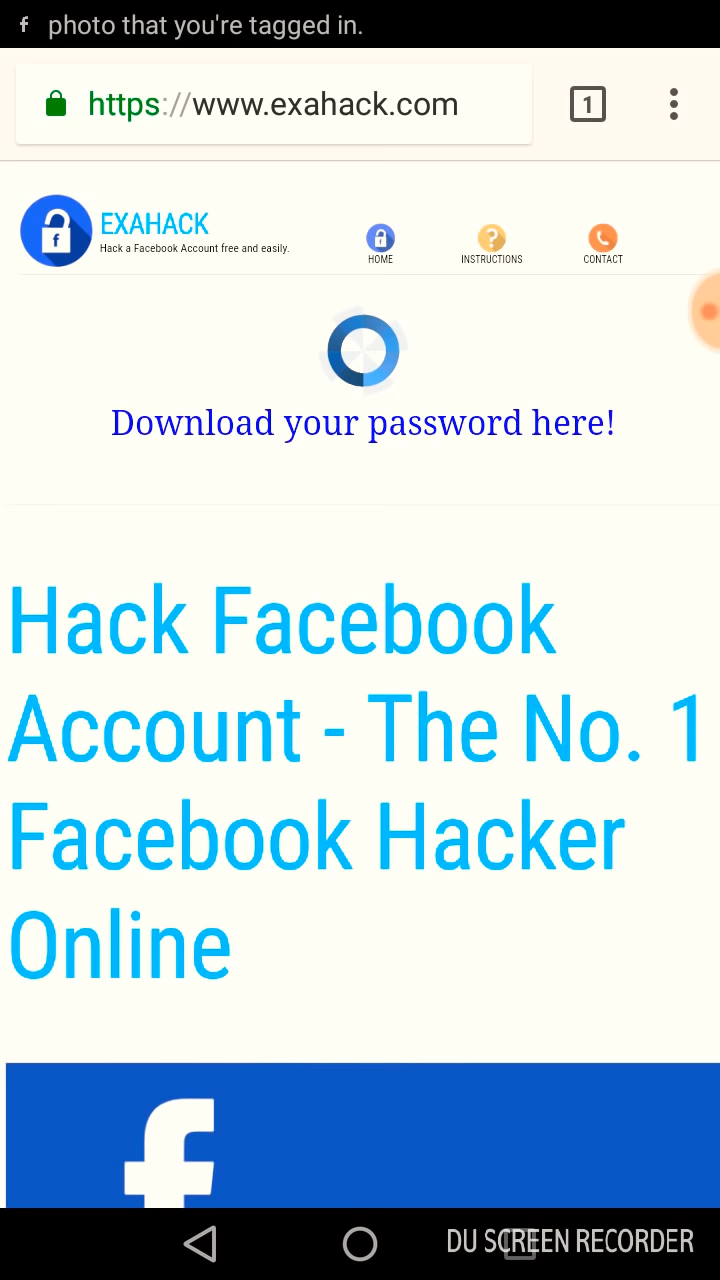 f photo that you're tagged in.
https://www.exahack.com 1
EXAHACK
Hack a Facebook Account free and easily.
HOME INSTRUCTIONS CONTACT
Download your password here!
Hack Facebook
Account - The No. 1
Facebook Hacker
Online
f
DU SCREEN RECORDER